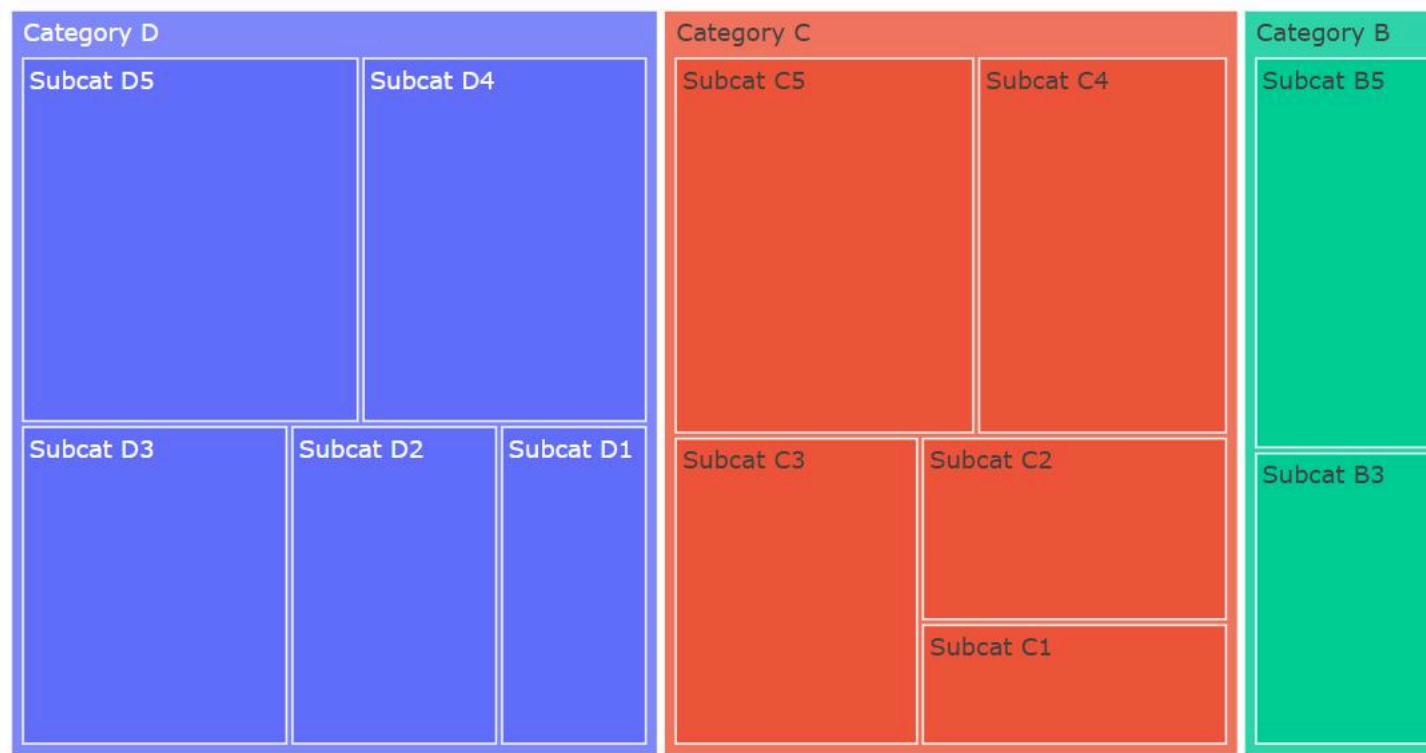 Category D
Subcat D5
Subcat D4
Subcat D3
Subcat D2
Subcat D1
Category C
Subcat C5
Subcat C4
Subcat C3
Subcat C2
Subcat C1
Category B
Subcat B5
Subcat B3